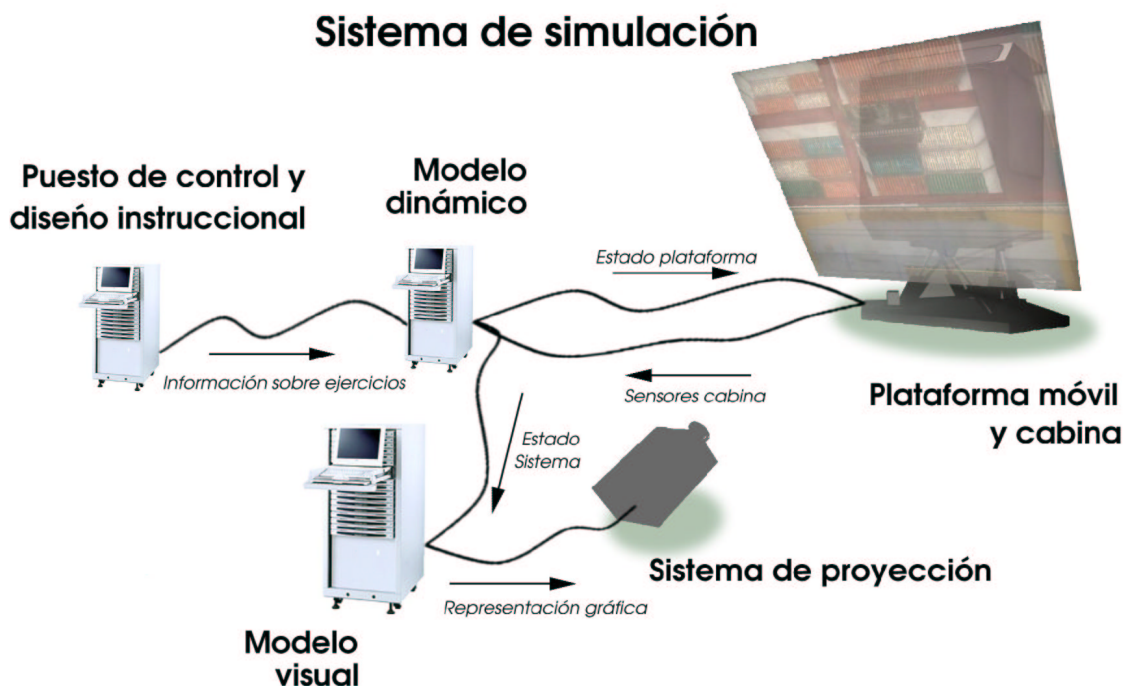 Sistema de simulación
Puesto de control y
diseño instruccional
Modelo
dinámico
Estado plataforma
Información sobre ejercicios
Sensores cabina
Plataforma móvil
y cabina
Estado
Sistema
Sistema de proyección
Representación gráfica
Modelo
visual